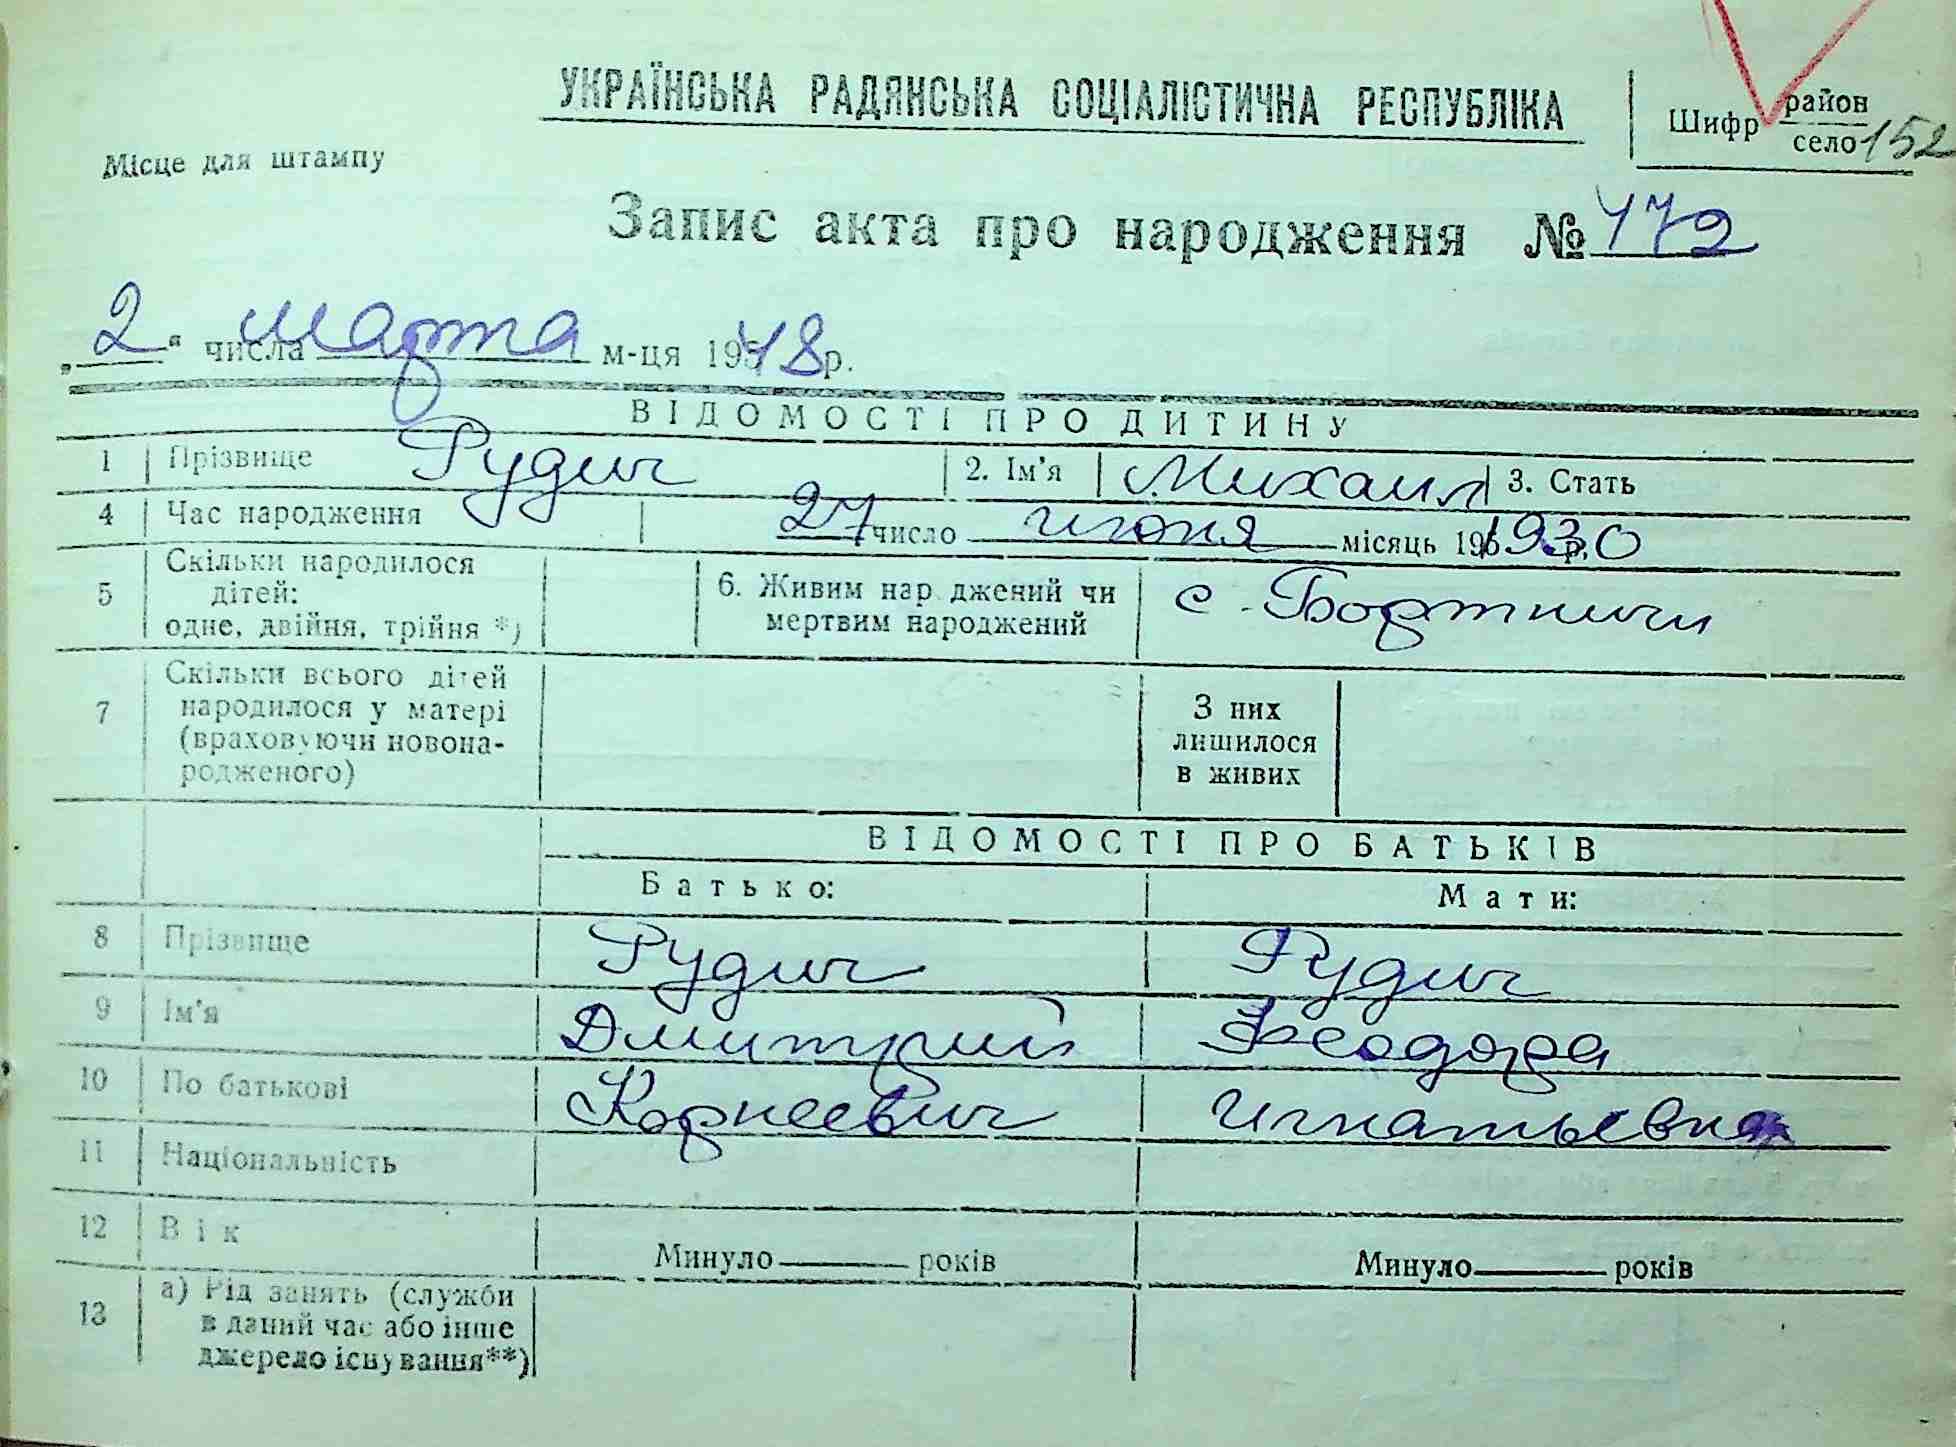 УКРАЇНСЬКА РАДЯНСЬКА СОЦІАЛІСТИЧНА РЕСПУБЛІКА
Шифр район
село 152
Місце для штампу
Запис акта про народження № 472
„2“ числа марта м-ця 1948 р.
ВІДОМОСТІ ПРО ДИТИНУ
1 Прізвище Рудич 2. Ім'я Михаил 3. Стать
4 Час народження 27 число июня місяць 1930 р.
5 Скільки народилося дітей: одне, двійня, трійня *) 6. Живим народжений чи мертвим народжений с. Бортничи
7 Скільки всього дітей народилося у матері (враховуючи новонародженого) З них лишилося в живих
ВІДОМОСТІ ПРО БАТЬКІВ
Батько: Мати:
8 Прізвище Рудич Рудич
9 Ім'я Дмитрий Феодора
10 По батькові Корнеевич Игнатьевна
11 Національність
12 Вік Минуло років Минуло років
13 а) Рід занять (служби в даний час або інше джерело існування**)